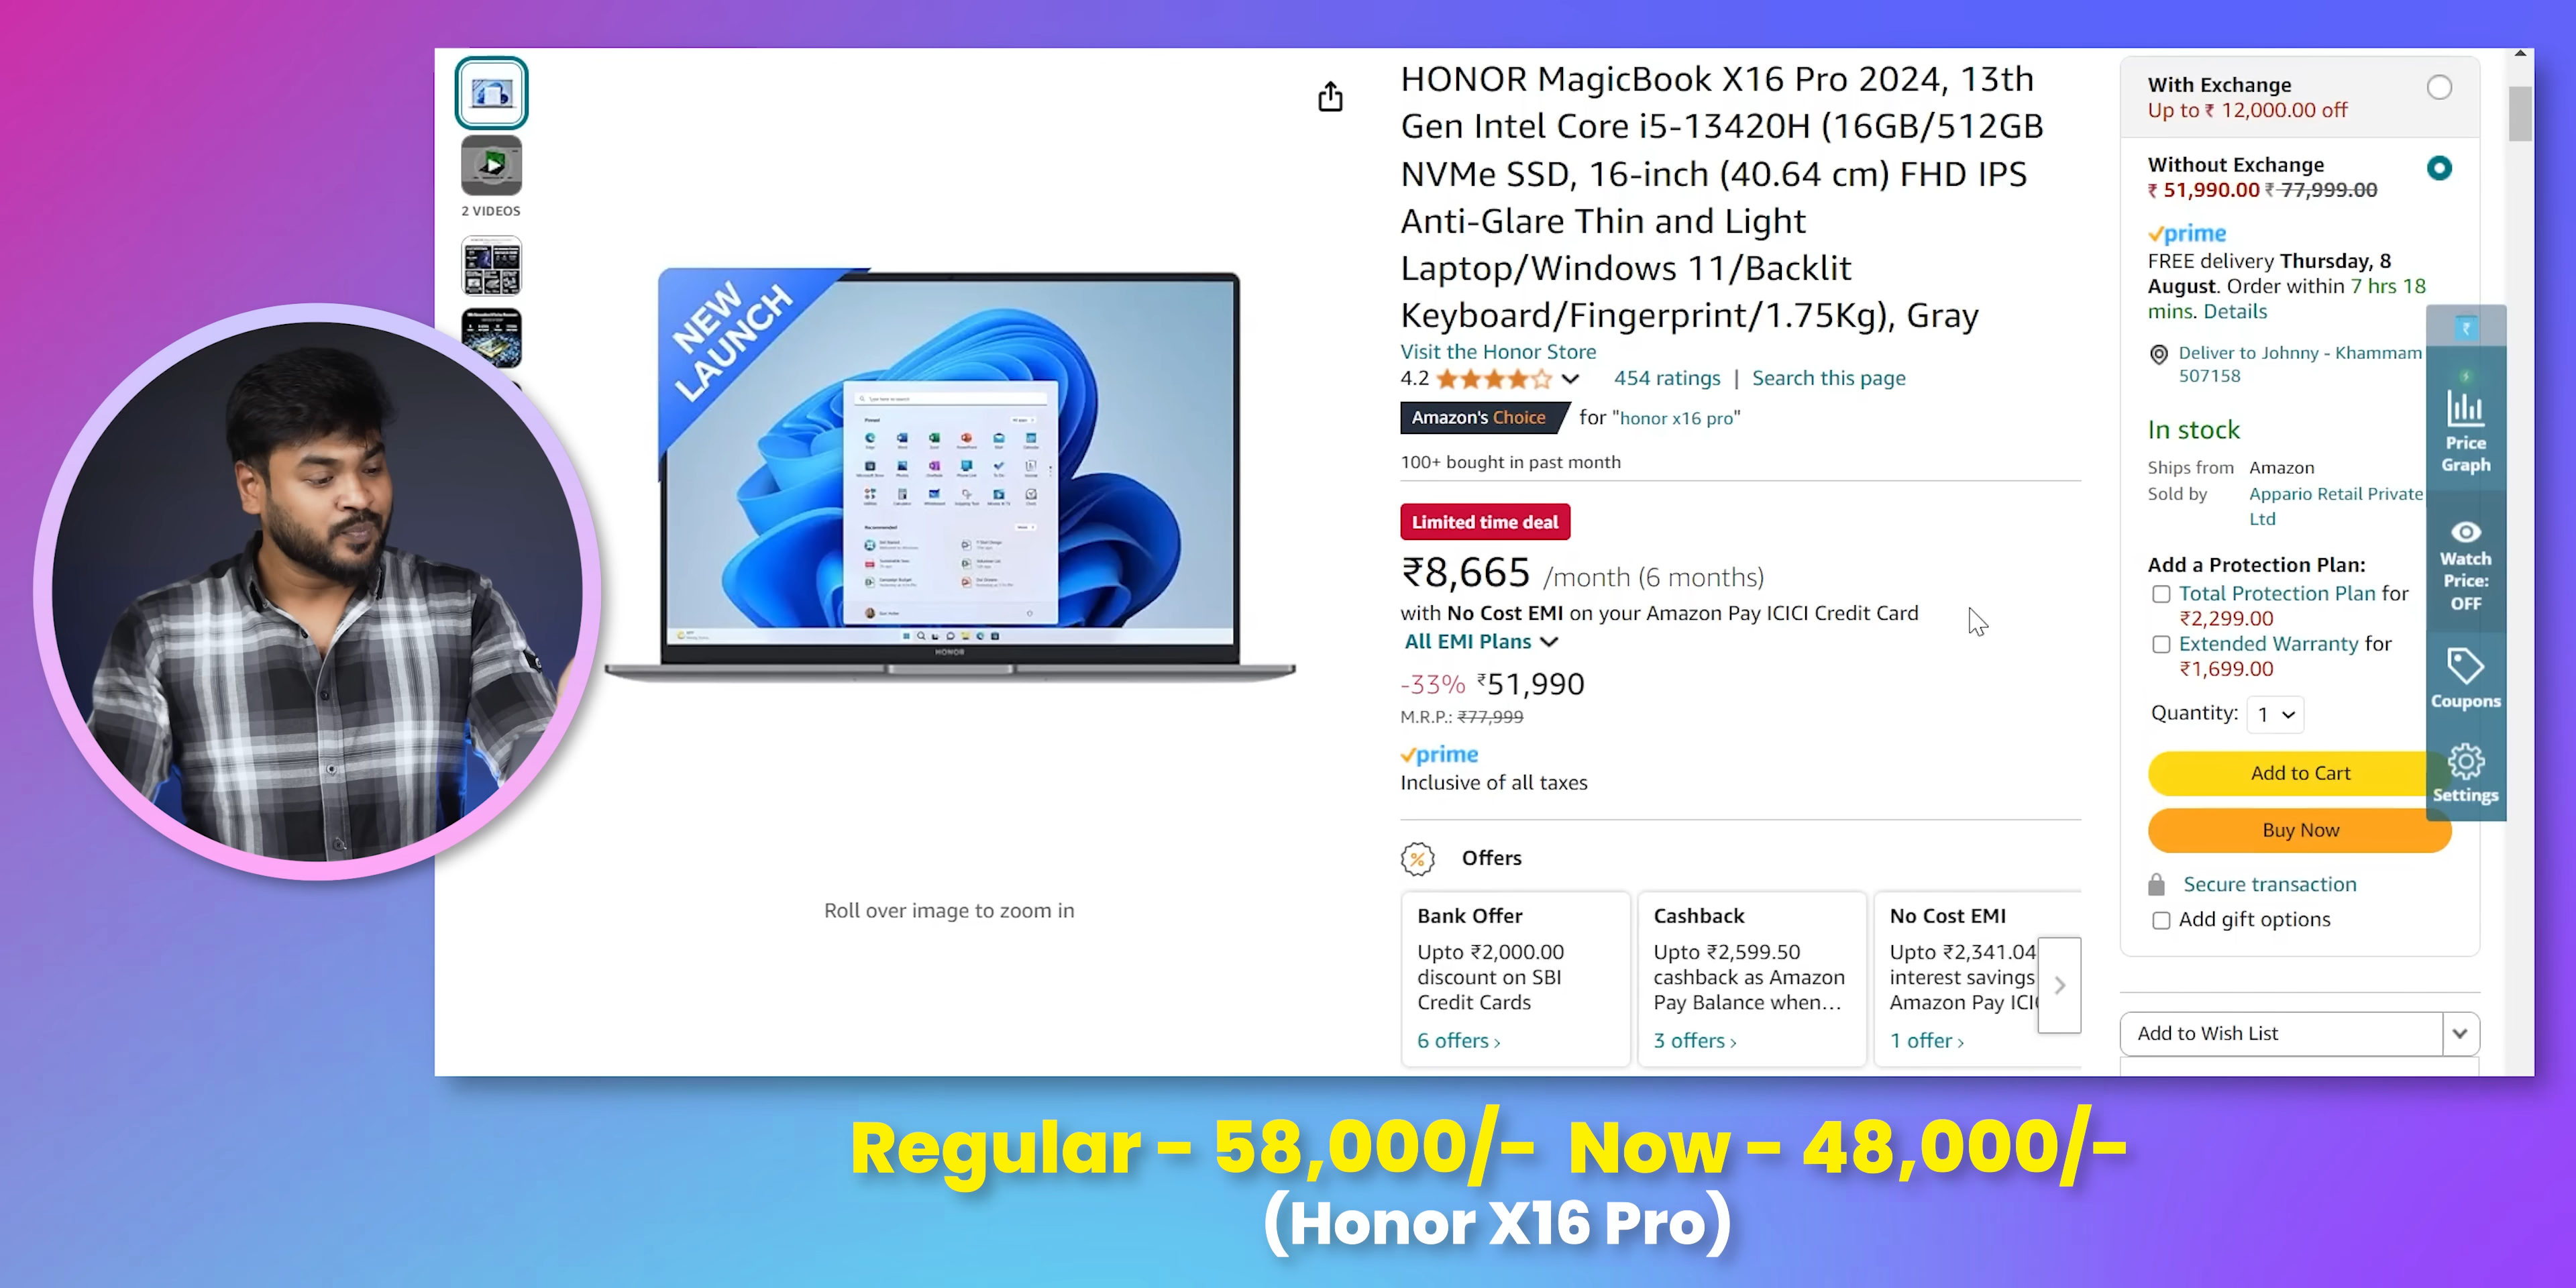 2 VIDEOS
NEW
LAUNCH
HONOR
Roll over image to zoom in
HONOR MagicBook X16 Pro 2024, 13th
Gen Intel Core i5-13420H (16GB/512GB
NVMe SSD, 16-inch (40.64 cm) FHD IPS
Anti-Glare Thin and Light
Laptop/Windows 11/Backlit
Keyboard/Fingerprint/1.75Kg), Gray
Visit the Honor Store
4.2 454 ratings | Search this page
Amazon's Choice for "honor x16 pro"
100+ bought in past month
Limited time deal
₹8,665 /month (6 months)
with No Cost EMI on your Amazon Pay ICICI Credit Card
All EMI Plans
-33% ₹51,990
M.R.P.: ₹77,999
prime
Inclusive of all taxes
Offers
Bank Offer
Upto ₹2,000.00
discount on SBI
Credit Cards
6 offers ›
Cashback
Upto ₹2,599.50
cashback as Amazon
Pay Balance when…
3 offers ›
No Cost EMI
Upto ₹2,341.04
interest savings
Amazon Pay ICI
1 offer ›
With Exchange
Up to ₹ 12,000.00 off
Without Exchange
₹ 51,990.00 ₹ 77,999.00
prime
FREE delivery Thursday, 8
August. Order within 7 hrs 18
mins. Details
Deliver to Johnny - Khammam
507158
In stock
Ships from Amazon
Sold by Appario Retail Private
Ltd
Add a Protection Plan:
Total Protection Plan for
₹2,299.00
Extended Warranty for
₹1,699.00
Quantity: 1
Add to Cart
Buy Now
Secure transaction
Add gift options
Add to Wish List
Price
Graph
Watch
Price:
OFF
Coupons
Settings
Regular - 58,000/- Now - 48,000/-
(Honor X16 Pro)